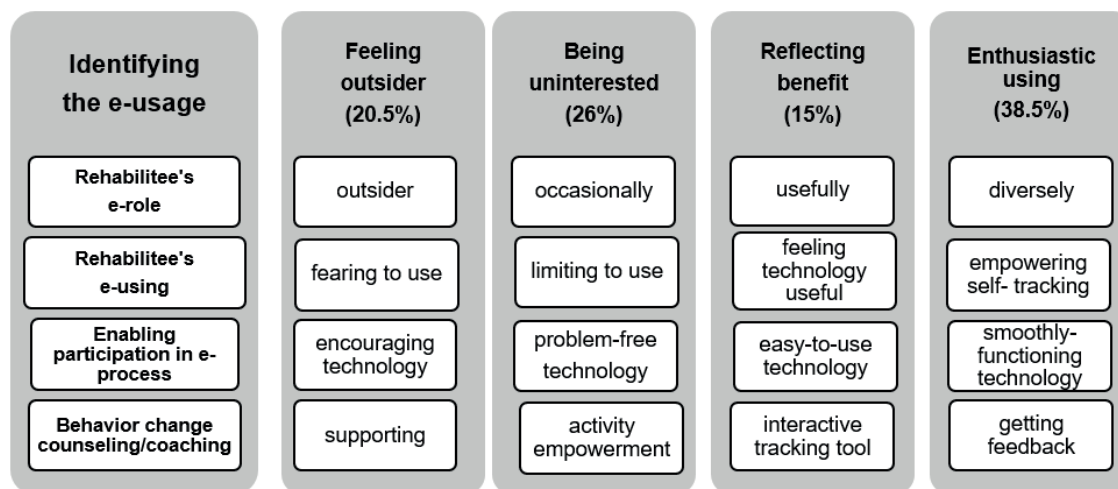 Identifying
the e-usage
Rehabilitee's
e-role
Rehabilitee's
e-using
Enabling
participation in e-
process
Behavior change
counseling/coaching
Feeling
outsider
(20.5%)
outsider
fearing to use
encouraging
technology
supporting
Being
uninterested
(26%)
occasionally
limiting to use
problem-free
technology
activity
empowerment
Reflecting
benefit
(15%)
usefully
feeling
technology
useful
easy-to-use
technology
interactive
tracking tool
Enthusiastic
using
(38.5%)
diversely
empowering
self- tracking
smoothly-
functioning
technology
getting
feedback